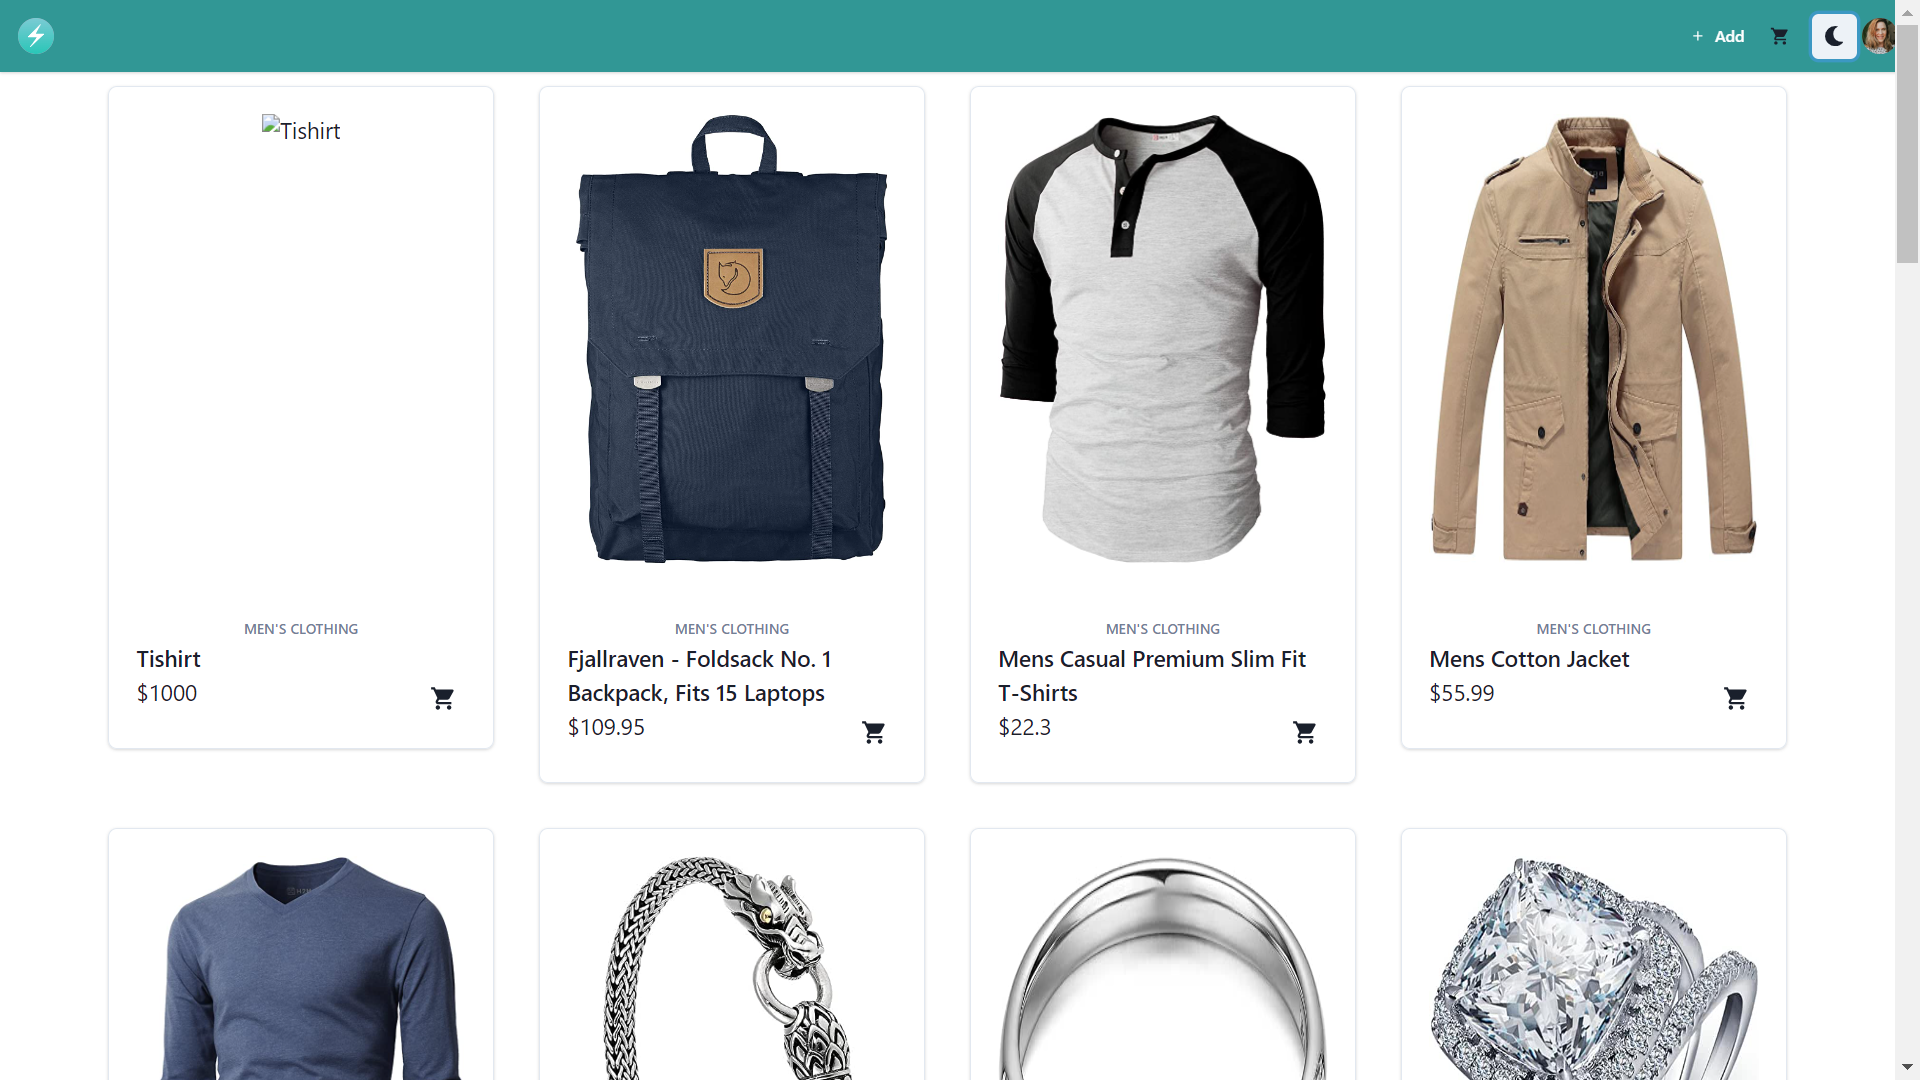 + Add
Tishirt
MEN'S CLOTHING
Tishirt
$1000
MEN'S CLOTHING
Fjallraven - Foldsack No. 1
Backpack, Fits 15 Laptops
$109.95
MEN'S CLOTHING
Mens Casual Premium Slim Fit
T-Shirts
$22.3
MEN'S CLOTHING
Mens Cotton Jacket
$55.99